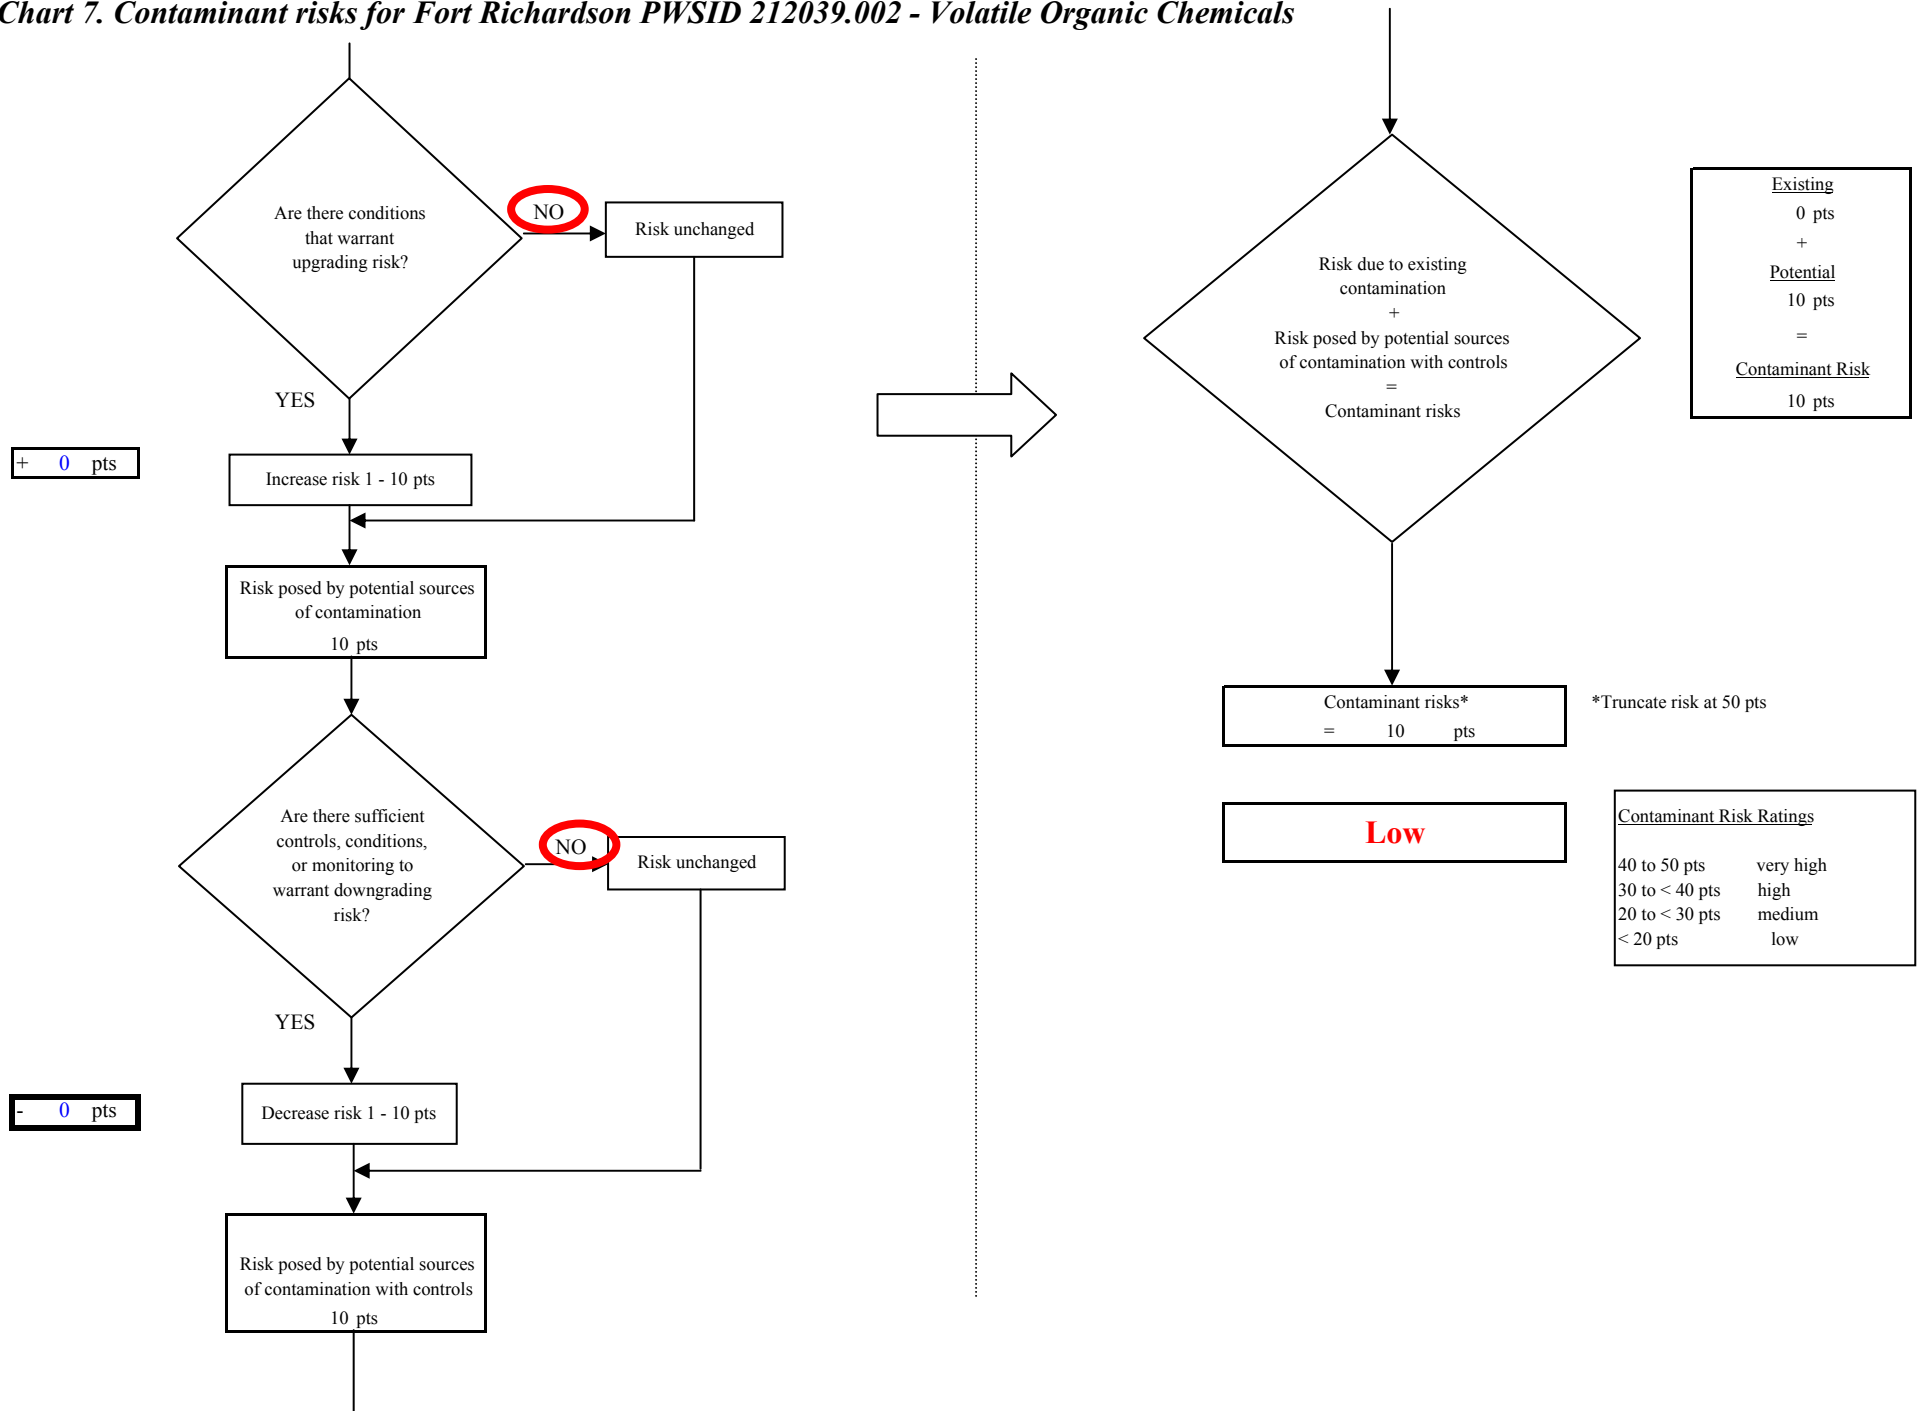 Chart 7. Contaminant risks for Fort Richardson PWSID 212039.002 - Volatile Organic Chemicals
Are there conditions
that warrant
upgrading risk?
NO
Risk unchanged
YES
+ 0 pts
Increase risk 1 - 10 pts
Risk posed by potential sources
of contamination
10 pts
Are there sufficient
controls, conditions,
or monitoring to
warrant downgrading
risk?
NO
Risk unchanged
YES
- 0 pts
Decrease risk 1 - 10 pts
Risk posed by potential sources
of contamination with controls
10 pts
Risk due to existing
contamination
+
Risk posed by potential sources
of contamination with controls
=
Contaminant risks
Existing
0 pts
+
Potential
10 pts
=
Contaminant Risk
10 pts
Contaminant risks*
= 10 pts
*Truncate risk at 50 pts
Low
Contaminant Risk Ratings
40 to 50 pts very high
30 to < 40 pts high
20 to < 30 pts medium
< 20 pts low